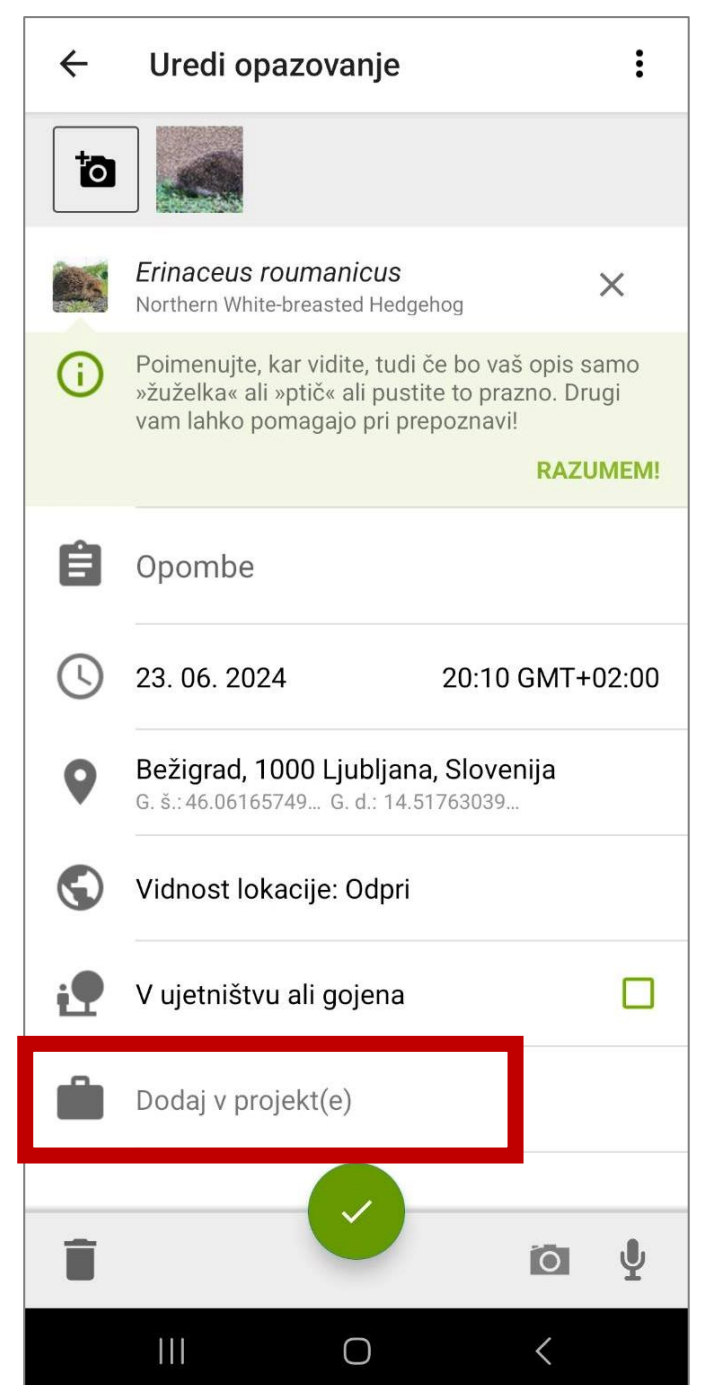 Uredi opazovanje
Erinaceus roumanicus
Northern White-breasted Hedgehog
Poimenujte, kar vidite, tudi če bo vaš opis samo
»žuželka« ali »ptič« ali pustite to prazno. Drugi
vam lahko pomagajo pri prepoznavi!
RAZUMEM!
Opombe
23. 06. 2024 20:10 GMT+02:00
Bežigrad, 1000 Ljubljana, Slovenija
G. š.: 46.06165749... G. d.: 14.51763039...
Vidnost lokacije: Odpri
V ujetništvu ali gojena
Dodaj v projekt(e)